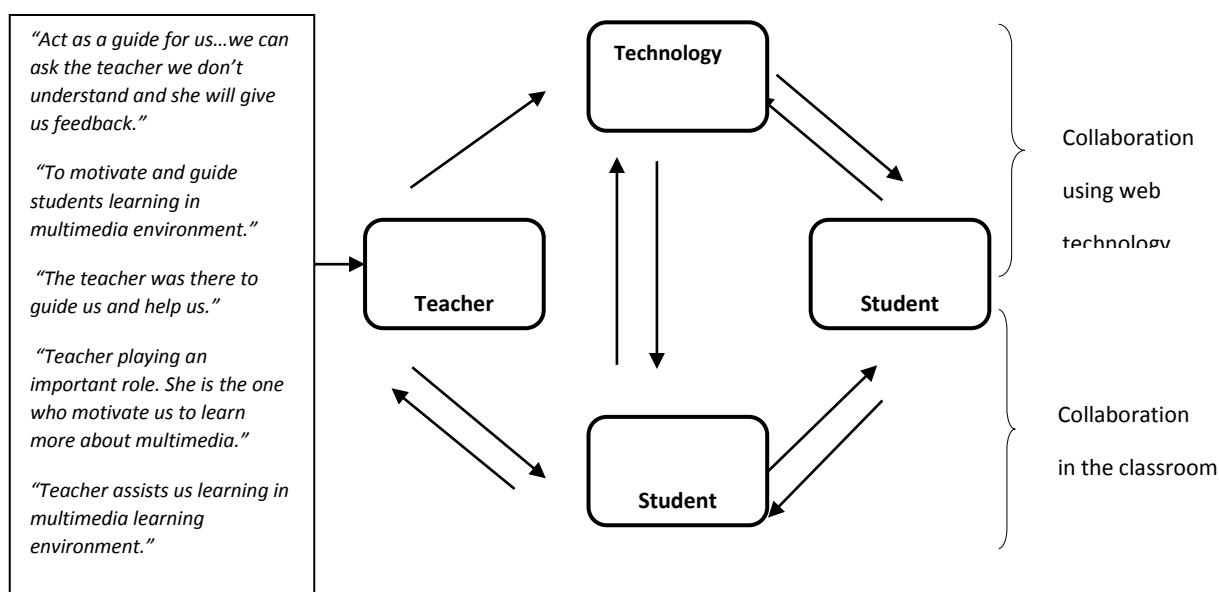 “Act as a guide for us…we can
ask the teacher we don’t
understand and she will give
us feedback.”
“To motivate and guide
students learning in
multimedia environment.”
“The teacher was there to
guide us and help us.”
“Teacher playing an
important role. She is the one
who motivate us to learn
more about multimedia.”
“Teacher assists us learning in
multimedia learning
environment.”
Technology
Teacher
Student
Student
Collaboration
using web
technology
Collaboration
in the classroom